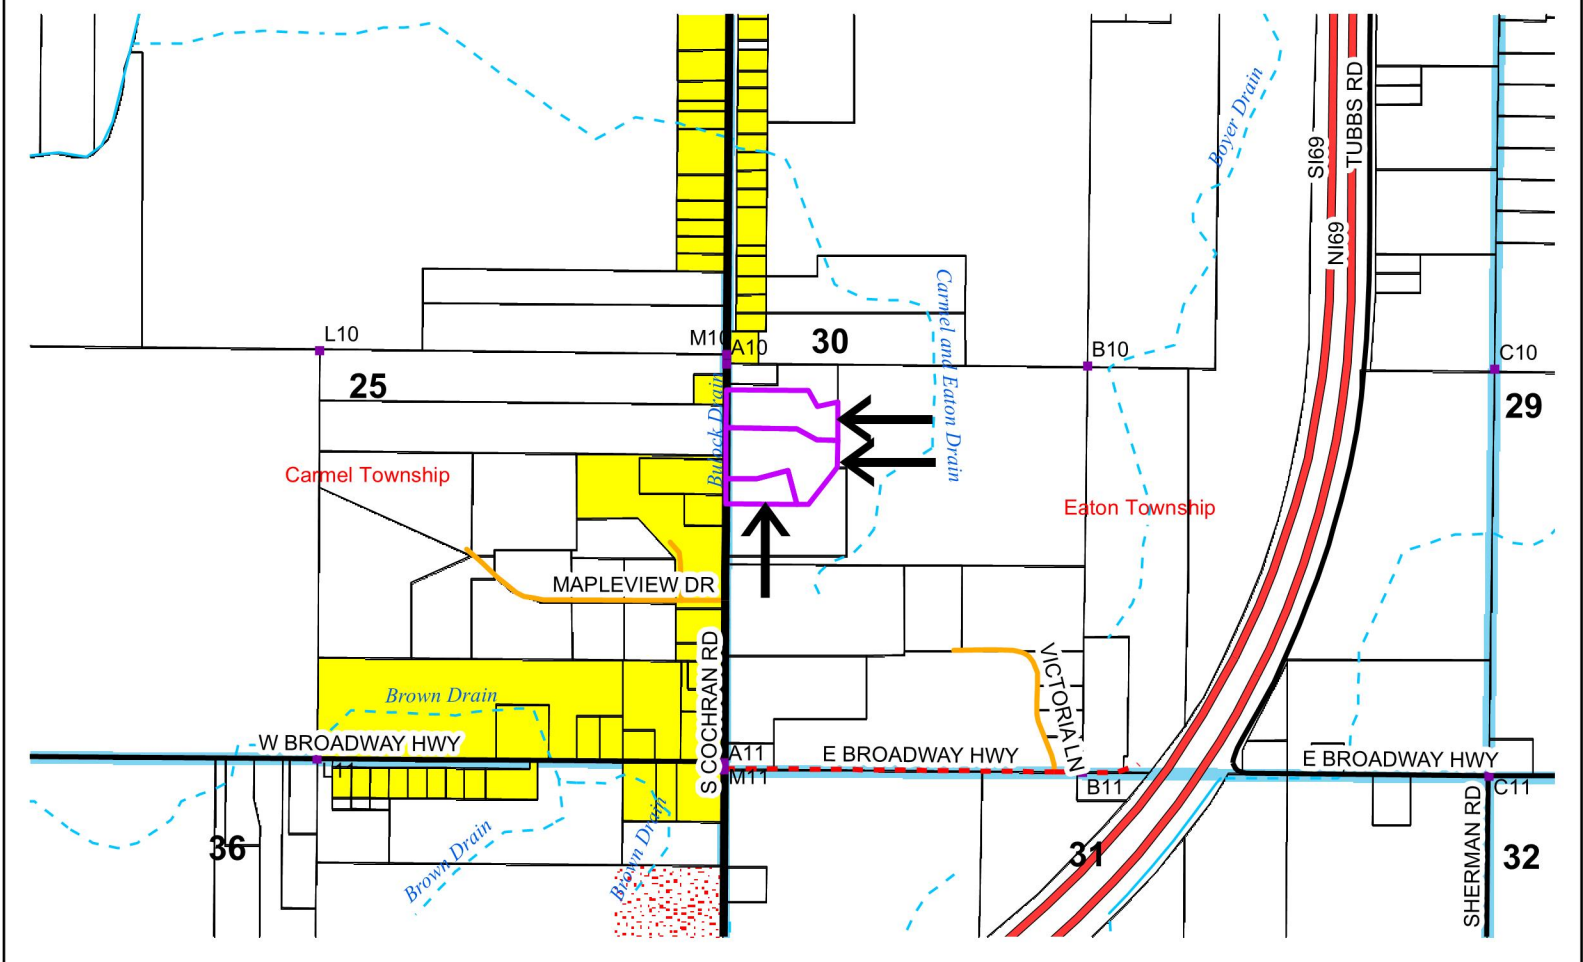 Boyer Drain
SI69
TUBBS RD
NI69
Carmel and Eaton Drain
L10
M10
A10
30
B10
C10
25
29
Bullock Drain
Carmel Township
Eaton Township
MAPLEVIEW DR
S COCHRAN RD
VICTORIA LN
Brown Drain
W BROADWAY HWY
A11
E BROADWAY HWY
E BROADWAY HWY
M11
B11
C11
SHERMAN RD
36
Brown Drain
Brown Drain
31
32